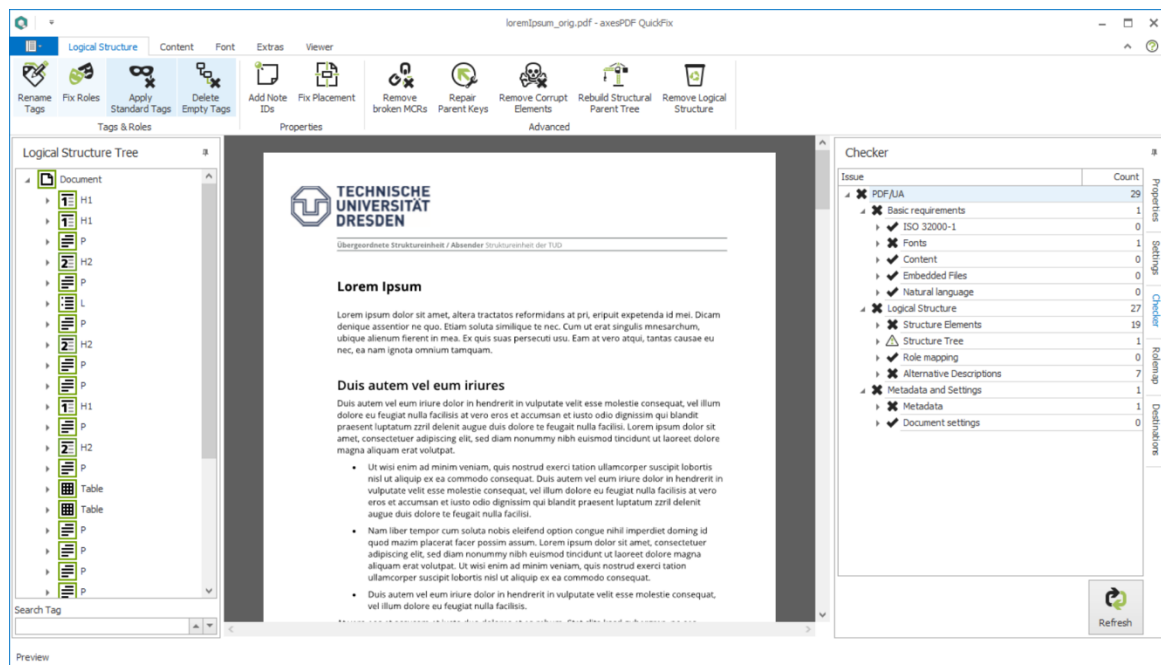 loremIpsum_orig.pdf - axesPDF QuickFix
Logical Structure Content Font Extras Viewer
Rename Tags
Fix Roles
Apply Standard Tags
Delete Empty Tags
Add Note IDs
Fix Placement
Remove broken MCRs
Repair Parent Keys
Remove Corrupt Elements
Rebuild Structural Parent Tree
Remove Logical Structure
Tags & Roles
Properties
Advanced
Logical Structure Tree
Document
H1
H1
P
H2
P
L
P
H2
P
P
H1
P
H2
P
Table
Table
P
P
P
P
Search Tag
Preview
TECHNISCHE
UNIVERSITÄT
DRESDEN
Übergeordnete Struktureinheit / Absender Struktureinheit der TUD
Lorem Ipsum
Lorem ipsum dolor sit amet, altera tractatos reformidans at pri, eripuit expetenda id mei. Dicam
denique assentior ne quo. Etiam soluta similique te nec. Cum ut erat singulis mnesarchum,
ubique alienum fierent in mea. Ex quis suas persecuti usu. Eam at vero atqui, tantas causae eu
nec, ea nam ignota omnium tamquam.
Duis autem vel eum iriures
Duis autem vel eum iriure dolor in hendrerit in vulputate velit esse molestie consequat, vel illum
dolore eu feugiat nulla facilisis at vero eros et accumsan et iusto odio dignissim qui blandit
praesent luptatum zzril delenit augue duis dolore te feugait nulla facilisi. Lorem ipsum dolor sit
amet, consectetuer adipiscing elit, sed diam nonummy nibh euismod tincidunt ut laoreet dolore
magna aliquam erat volutpat.
• Ut wisi enim ad minim veniam, quis nostrud exerci tation ullamcorper suscipit lobortis
nisl ut aliquip ex ea commodo consequat. Duis autem vel eum iriure dolor in hendrerit in
vulputate velit esse molestie consequat, vel illum dolore eu feugiat nulla facilisis at vero
eros et accumsan et iusto odio dignissim qui blandit praesent luptatum zzril delenit
augue duis dolore te feugait nulla facilisi.
• Nam liber tempor cum soluta nobis eleifend option congue nihil imperdiet doming id
quod mazim placerat facer possim assum. Lorem ipsum dolor sit amet, consectetuer
adipiscing elit, sed diam nonummy nibh euismod tincidunt ut laoreet dolore magna
aliquam erat volutpat. Ut wisi enim ad minim veniam, quis nostrud exerci tation
ullamcorper suscipit lobortis nisl ut aliquip ex ea commodo consequat.
• Duis autem vel eum iriure dolor in hendrerit in vulputate velit esse molestie consequat,
vel illum dolore eu feugiat nulla facilisis.
Checker
Issue Count
PDF/UA 29
Basic requirements 1
ISO 32000-1 0
Fonts 1
Content 0
Embedded Files 0
Natural language 0
Logical Structure 27
Structure Elements 19
Structure Tree 1
Role mapping 0
Alternative Descriptions 7
Metadata and Settings 1
Metadata 1
Document settings 0
Refresh
Properties
Settings
Checker
Rolemap
Destinations